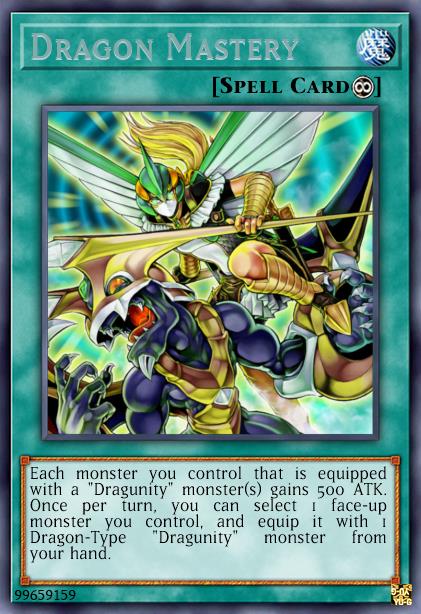 Dragon Mastery
魔
[Spell Card]
Each monster you control that is equipped
with a "Dragunity" monster(s) gains 500 ATK.
Once per turn, you can select 1 face-up
monster you control, and equip it with 1
Dragon-Type "Dragunity" monster from
your hand.
99659159